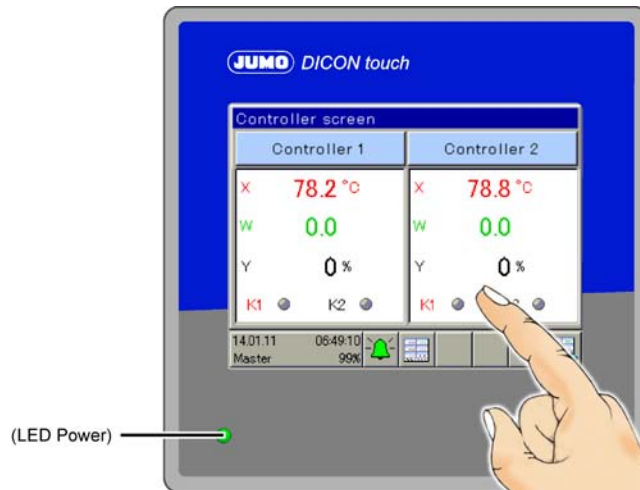 JUMO DICON touch
Controller screen
Controller 1 Controller 2
X 78.2 °C X 78.8 °C
W 0.0 W 0.0
Y 0 % Y 0 %
K1 K2 K1 2
14.01.11 06:49:10
Master 99%
(LED Power)